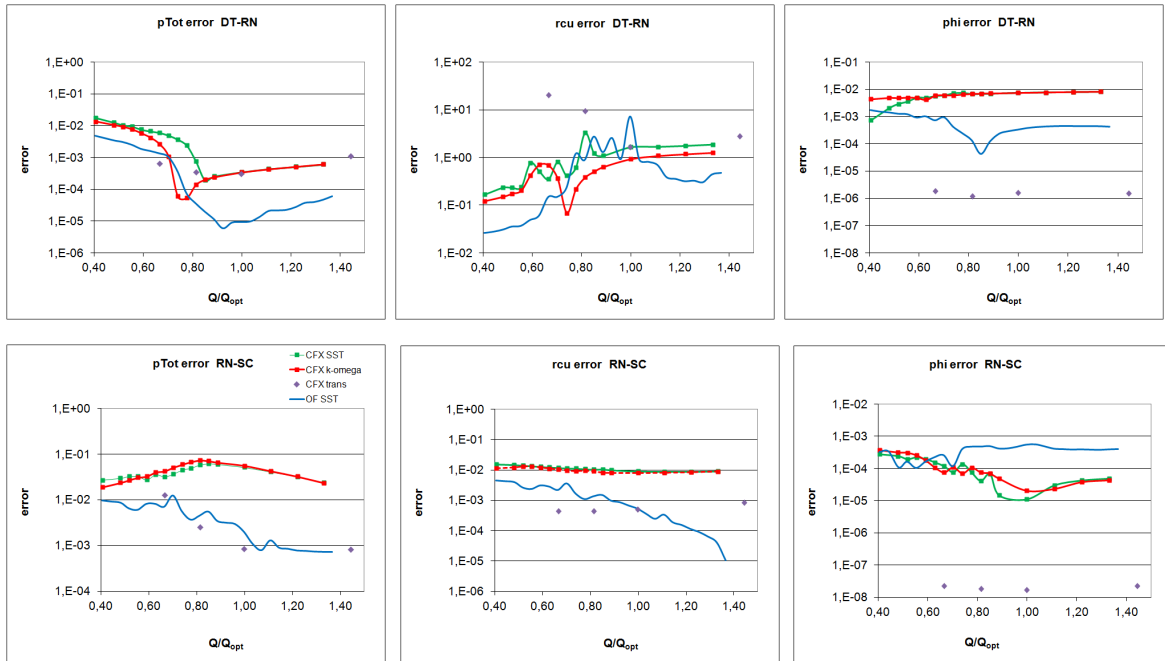 pTot error DT-RN
1,E+00
1,E-01
1,E-02
1,E-03
1,E-04
1,E-05
1,E-06
error
0,40 0,60 0,80 1,00 1,20 1,40
Q/Qopt
rcu error DT-RN
1,E+02
1,E+01
1,E+00
1,E-01
1,E-02
error
0,40 0,60 0,80 1,00 1,20 1,40
Q/Qopt
phi error DT-RN
1,E-01
1,E-02
1,E-03
1,E-04
1,E-05
1,E-06
1,E-07
1,E-08
error
0,40 0,60 0,80 1,00 1,20 1,40
Q/Qopt
pTot error RN-SC
CFX SST
CFX k-omega
CFX trans
OF SST
1,E+00
1,E-01
1,E-02
1,E-03
1,E-04
error
0,40 0,60 0,80 1,00 1,20 1,40
Q/Qopt
rcu error RN-SC
1,E+00
1,E-01
1,E-02
1,E-03
1,E-04
1,E-05
1,E-06
error
0,40 0,60 0,80 1,00 1,20 1,40
Q/Qopt
phi error RN-SC
1,E-02
1,E-03
1,E-04
1,E-05
1,E-06
1,E-07
1,E-08
error
0,40 0,60 0,80 1,00 1,20 1,40
Q/Qopt